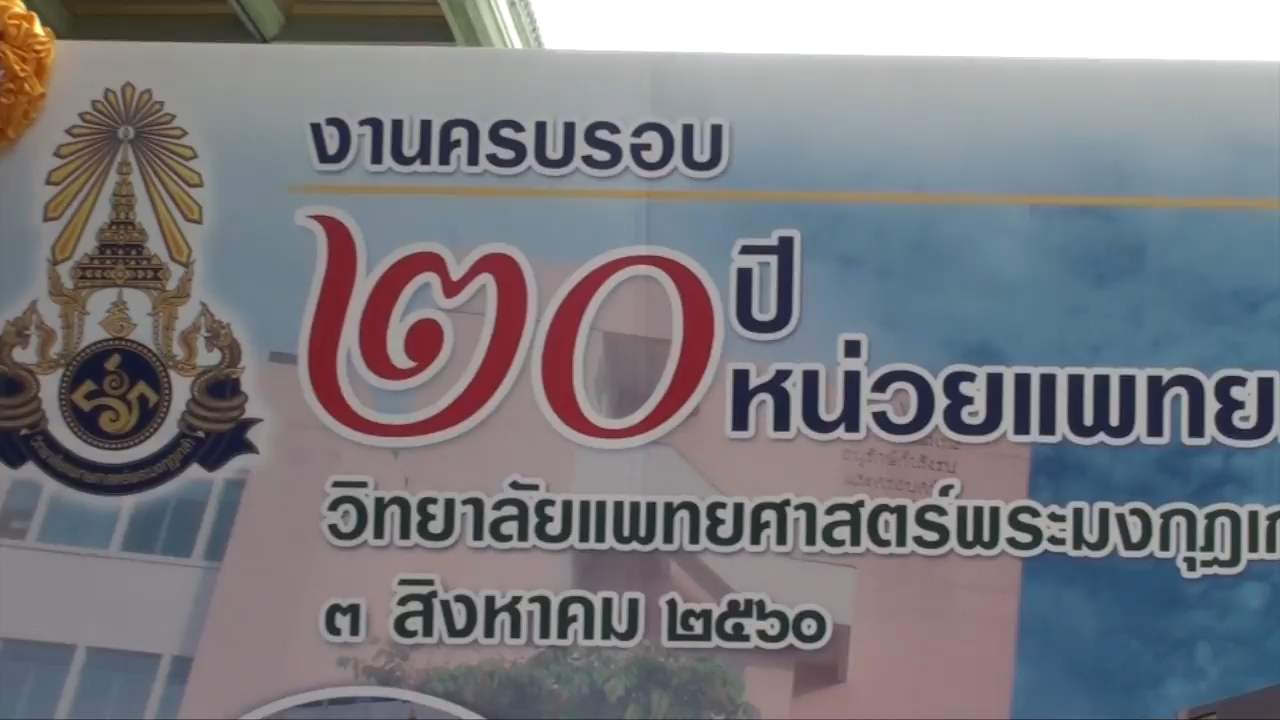 งานครบรอบ
๒๐ ปี
หน่วยแพทย
วิทยาลัยแพทยศาสตร์พระมงกุฎเก
๓ สิงหาคม ๒๕๖๐